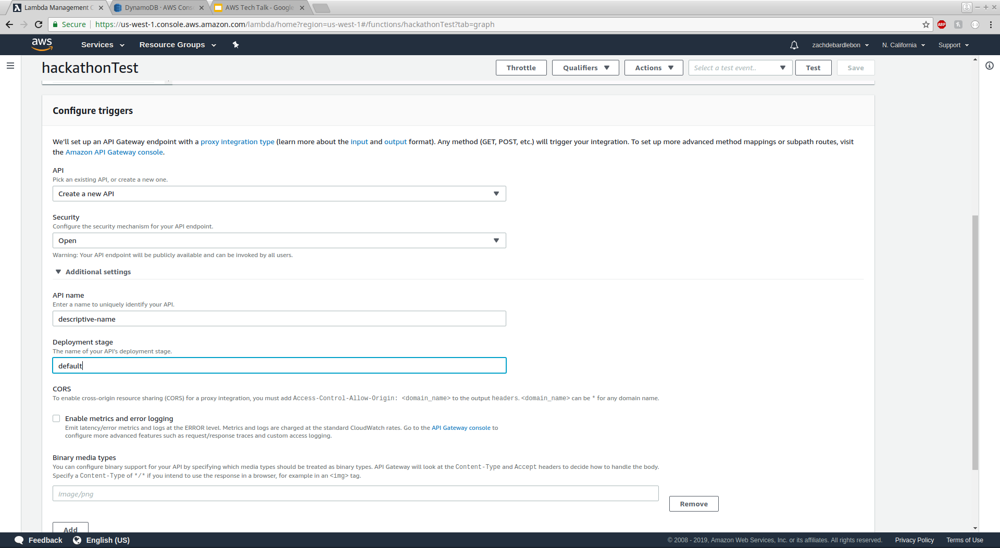 Lambda Management C
DynamoDB · AWS Cons
AWS Tech Talk - Google
Secure https://us-west-1.console.aws.amazon.com/lambda/home?region=us-west-1#/functions/hackathonTest?tab=graph
ABP
aws Services Resource Groups zachdebardlebon N. California Support
hackathonTest Throttle Qualifiers Actions Select a test event.. Test Save
Configure triggers
We'll set up an API Gateway endpoint with a proxy integration type (learn more about the input and output format). Any method (GET, POST, etc.) will trigger your integration. To set up more advanced method mappings or subpath routes, visit
the Amazon API Gateway console.
API
Pick an existing API, or create a new one.
Create a new API
Security
Configure the security mechanism for your API endpoint.
Open
Warning: Your API endpoint will be publicly available and can be invoked by all users.
Additional settings
API name
Enter a name to uniquely identify your API.
descriptive-name
Deployment stage
The name of your API's deployment stage.
default
CORS
To enable cross-origin resource sharing (CORS) for a proxy integration, you must add Access-Control-Allow-Origin: <domain_name> to the output headers. <domain_name> can be * for any domain name.
Enable metrics and error logging
Emit latency/error metrics and logs at the ERROR level. Metrics and logs are charged at the standard CloudWatch rates. Go to the API Gateway console to
configure more advanced features such as request/response traces and custom access logging.
Binary media types
You can configure binary support for your API by specifying which media types should be treated as binary types. API Gateway will look at the Content-Type and Accept headers to decide how to handle the body.
Specify a Content-Type of */* if you intend to use the response in a browser, for example in an <img> tag.
Image/png
Remove
Add
Feedback English (US) © 2008 - 2019, Amazon Web Services, Inc. or its affiliates. All rights reserved. Privacy Policy Terms of Use